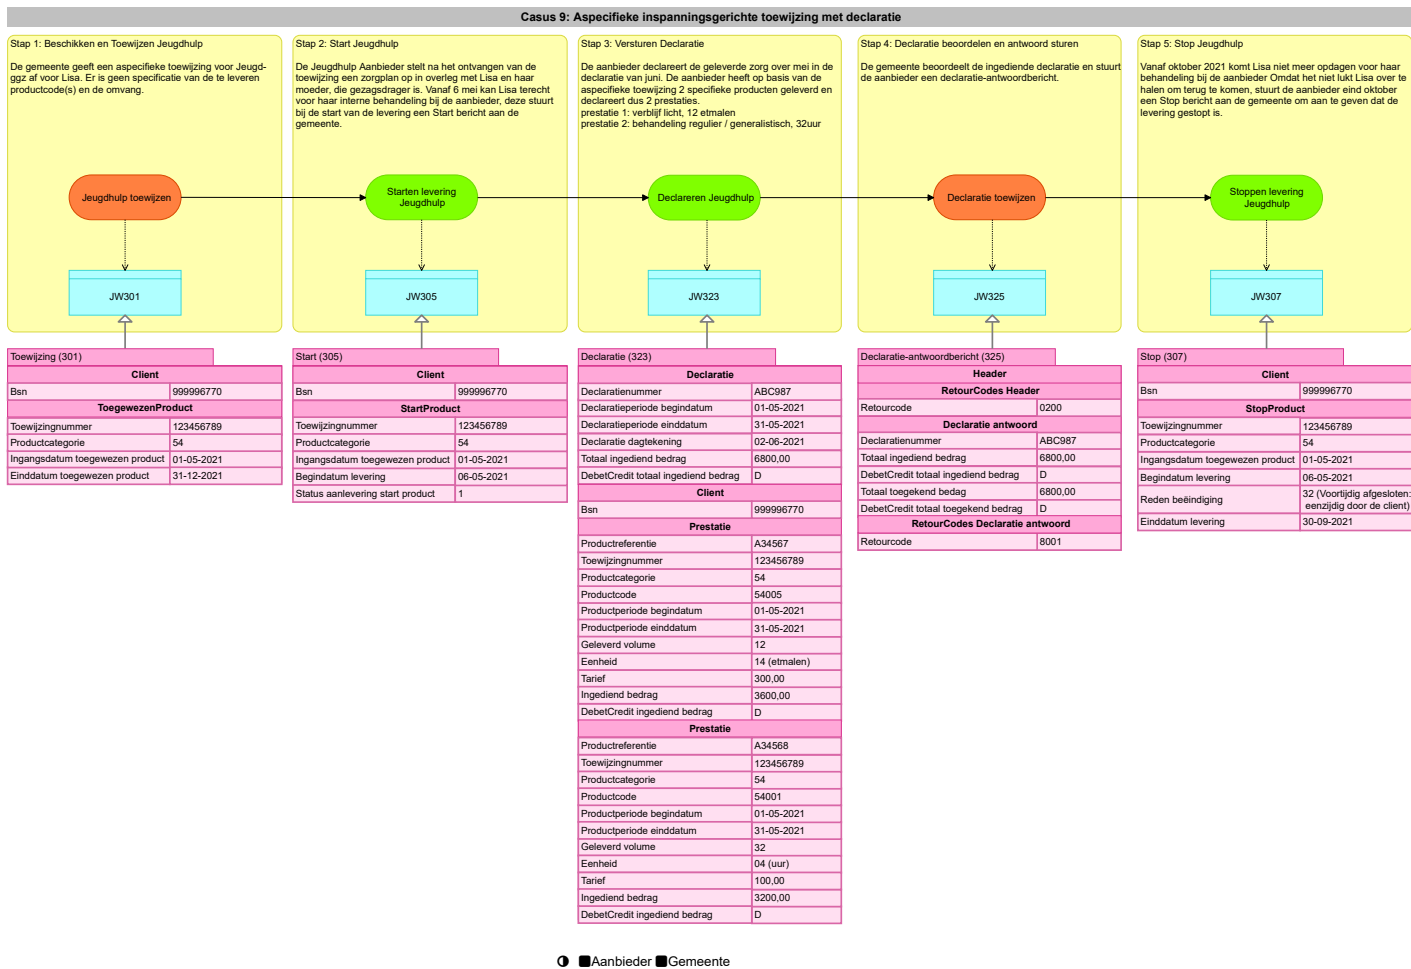 Casus 9: Aspecifieke inspanningsgerichte toewijzing met declaratie
Stap 1: Beschikken en Toewijzen Jeugdhulp
De gemeente geeft een aspecifieke toewijzing voor Jeugd-
ggz af voor Lisa. Er is geen specificatie van de te leveren
productcode(s) en de omvang.
Jeugdhulp toewijzen
JW301
Stap 2: Start Jeugdhulp
De Jeugdhulp Aanbieder stelt na het ontvangen van de
toewijzing een zorgplan op in overleg met Lisa en haar
moeder, die gezagsdrager is. Vanaf 6 mei kan Lisa terecht
voor haar interne behandeling bij de aanbieder, deze stuurt
bij de start van de levering een Start bericht aan de
gemeente.
Starten levering
Jeugdhulp
JW305
Stap 3: Versturen Declaratie
De aanbieder declareert de geleverde zorg over mei in de
declaratie van juni. De aanbieder heeft op basis van de
aspecifieke toewijzing 2 specifieke producten geleverd en
declareert dus 2 prestaties.
prestatie 1: verblijf licht, 12 etmalen
prestatie 2: behandeling regulier / generalistisch, 32uur
Declareren Jeugdhulp
JW323
Stap 4: Declaratie beoordelen en antwoord sturen
De gemeente beoordeelt de ingediende declaratie en stuurt
de aanbieder een declaratie-antwoordbericht.
Declaratie toewijzen
JW325
Stap 5: Stop Jeugdhulp
Vanaf oktober 2021 komt Lisa niet meer opdagen voor haar
behandeling bij de aanbieder Omdat het niet lukt Lisa over te
halen om terug te komen, stuurt de aanbieder eind oktober
een Stop bericht aan de gemeente om aan te geven dat de
levering gestopt is.
Stoppen levering
Jeugdhulp
JW307
Toewijzing (301)
Client
Bsn 999996770
ToegewezenProduct
Toewijzingnummer 123456789
Productcategorie 54
Ingangsdatum toegewezen product 01-05-2021
Einddatum toegewezen product 31-12-2021
Start (305)
Client
Bsn 999996770
StartProduct
Toewijzingnummer 123456789
Productcategorie 54
Ingangsdatum toegewezen product 01-05-2021
Begindatum levering 06-05-2021
Status aanlevering start product 1
Declaratie (323)
Declaratie
Declaratienummer ABC987
Declaratieperiode begindatum 01-05-2021
Declaratieperiode einddatum 31-05-2021
Declaratie dagtekening 02-06-2021
Totaal ingediend bedrag 6800,00
DebetCredit totaal ingediend bedrag D
Client
Bsn 999996770
Prestatie
Productreferentie A34567
Toewijzingnummer 123456789
Productcategorie 54
Productcode 54005
Productperiode begindatum 01-05-2021
Productperiode einddatum 31-05-2021
Geleverd volume 12
Eenheid 14 (etmalen)
Tarief 300,00
Ingediend bedrag 3600,00
DebetCredit ingediend bedrag D
Prestatie
Productreferentie A34568
Toewijzingnummer 123456789
Productcategorie 54
Productcode 54001
Productperiode begindatum 01-05-2021
Productperiode einddatum 31-05-2021
Geleverd volume 32
Eenheid 04 (uur)
Tarief 100,00
Ingediend bedrag 3200,00
DebetCredit ingediend bedrag D
Declaratie-antwoordbericht (325)
Header
RetourCodes Header
Retourcode 0200
Declaratie antwoord
Declaratienummer ABC987
Totaal ingediend bedrag 6800,00
DebetCredit totaal ingediend bedrag D
Totaal toegekend bedag 6800,00
DebetCredit totaal toegekend bedrag D
RetourCodes Declaratie antwoord
Retourcode 8001
Stop (307)
Client
Bsn 999996770
StopProduct
Toewijzingnummer 123456789
Productcategorie 54
Ingangsdatum toegewezen product 01-05-2021
Begindatum levering 06-05-2021
Reden beëindiging 32 (Voortijdig afgesloten:
eenzijdig door de client)
Einddatum levering 30-09-2021
Aanbieder Gemeente